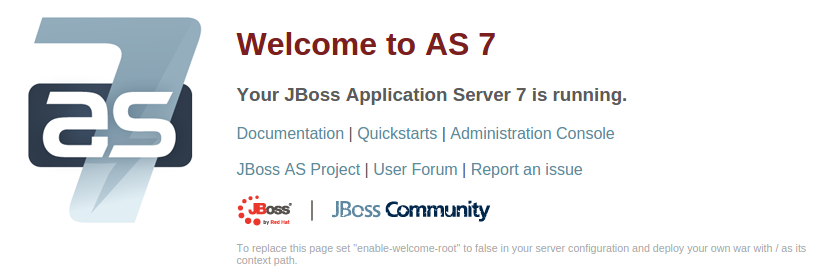 as
7
Welcome to AS 7
Your JBoss Application Server 7 is running.
Documentation | Quickstarts | Administration Console
JBoss AS Project | User Forum | Report an issue
JBoss by Red Hat | JBoss Community
To replace this page set "enable-welcome-root" to false in your server configuration and deploy your own war with / as its
context path.